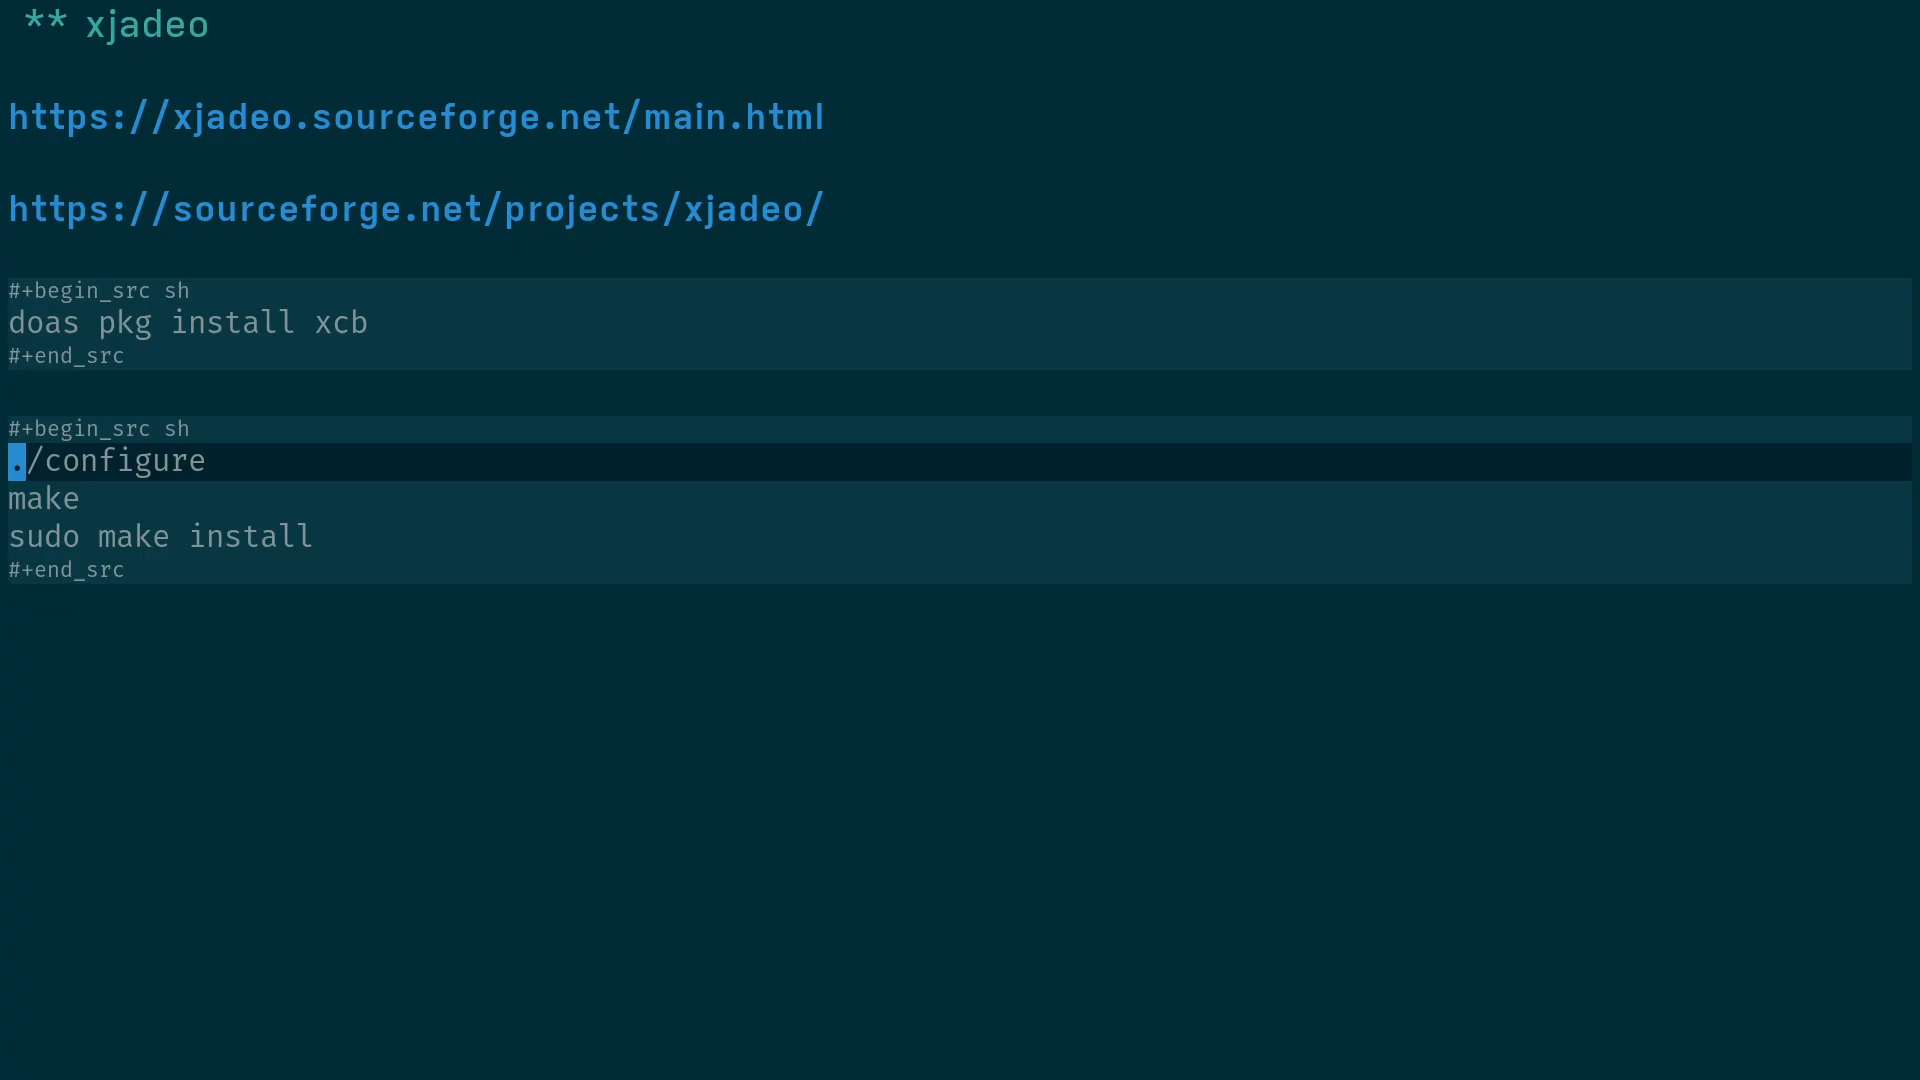 ** xjadeo
https://xjadeo.sourceforge.net/main.html
https://sourceforge.net/projects/xjadeo/
#+begin_src sh
doas pkg install xcb
#+end_src
#+begin_src sh
./configure
make
sudo make install
#+end_src